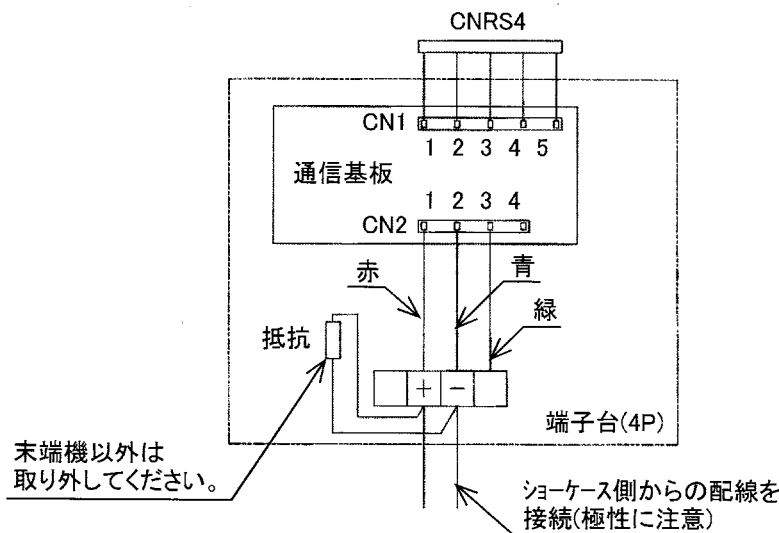 CNRS4
CN1
1 2 3 4 5
通信基板
1 2 3 4
CN2
赤
青
緑
抵抗
+ −
端子台(4P)
末端機以外は
取り外してください。
ショーケース側からの配線を
接続(極性に注意)